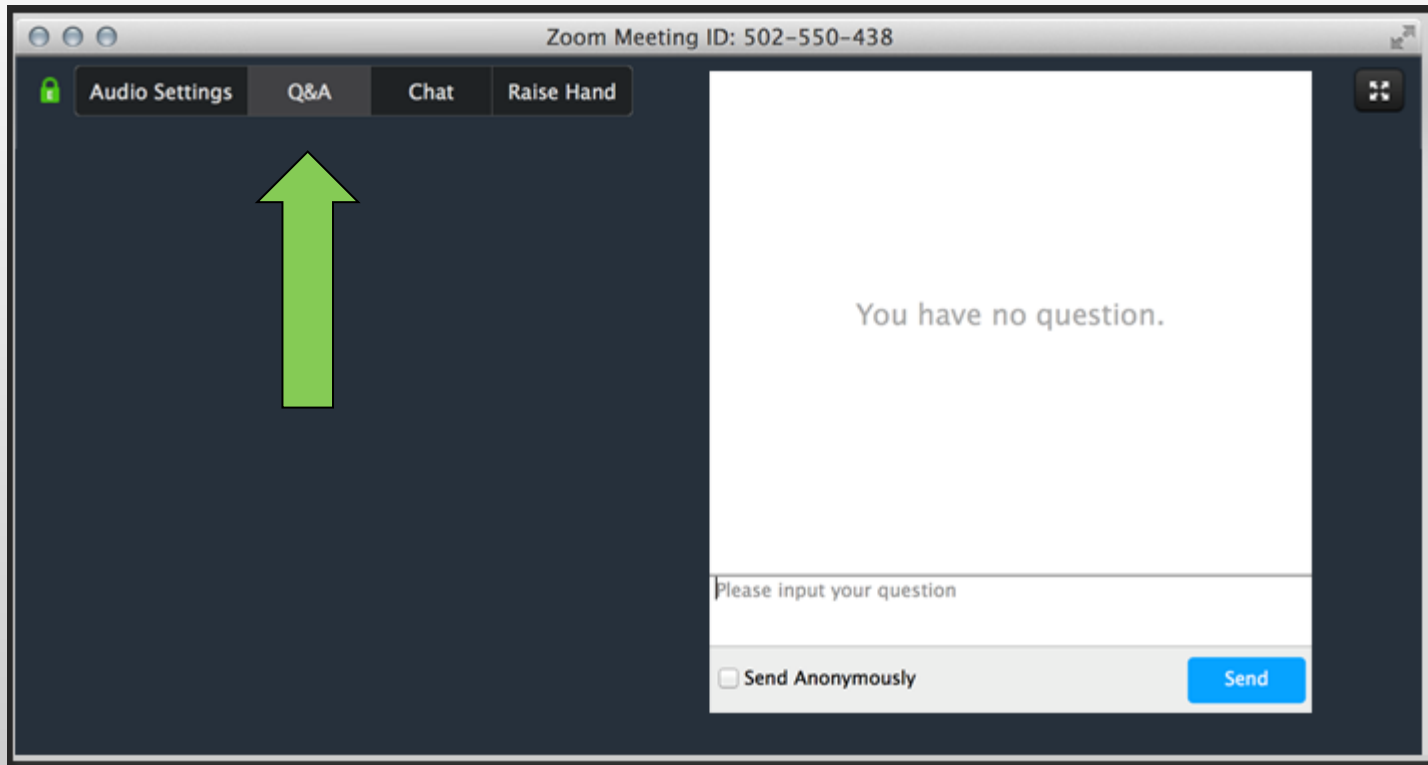 Zoom Meeting ID: 502-550-438
Audio Settings Q&A Chat Raise Hand
You have no question.
Please input your question
Send Anonymously Send